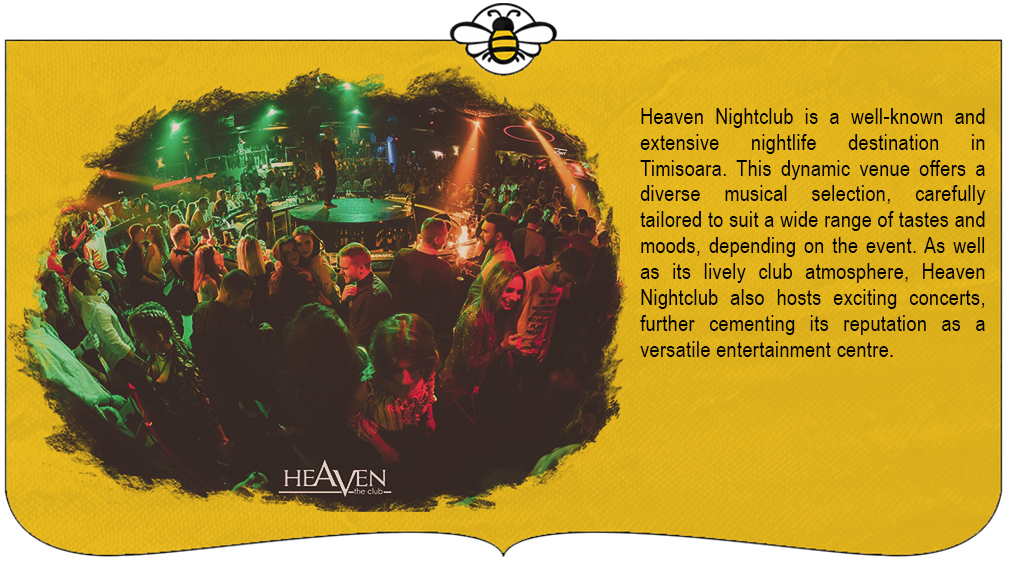 Heaven Nightclub is a well-known and
extensive nightlife destination in
Timisoara. This dynamic venue offers a
diverse musical selection, carefully
tailored to suit a wide range of tastes and
moods, depending on the event. As well
as its lively club atmosphere, Heaven
Nightclub also hosts exciting concerts,
further cementing its reputation as a
versatile entertainment centre.
HEAVEN
the club